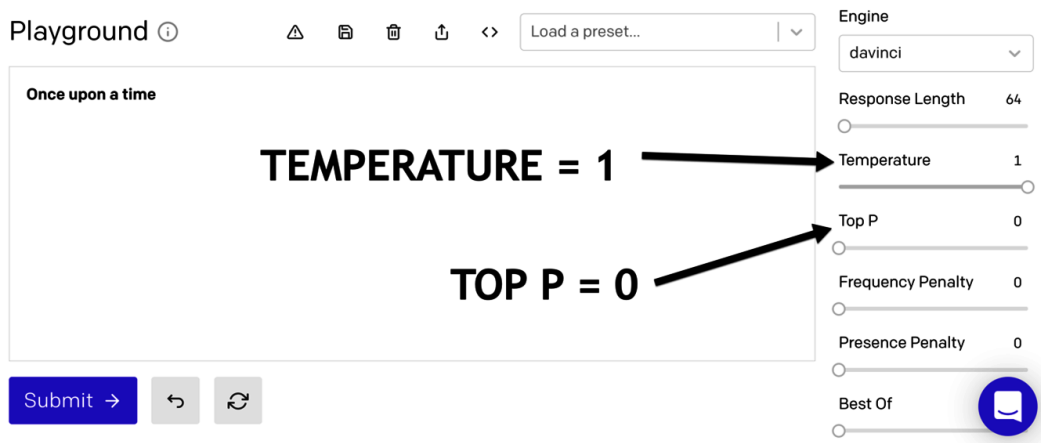 Playground
Load a preset...
Once upon a time
TEMPERATURE = 1
TOP P = 0
Submit
Engine
davinci
Response Length 64
Temperature 1
Top P 0
Frequency Penalty 0
Presence Penalty 0
Best Of